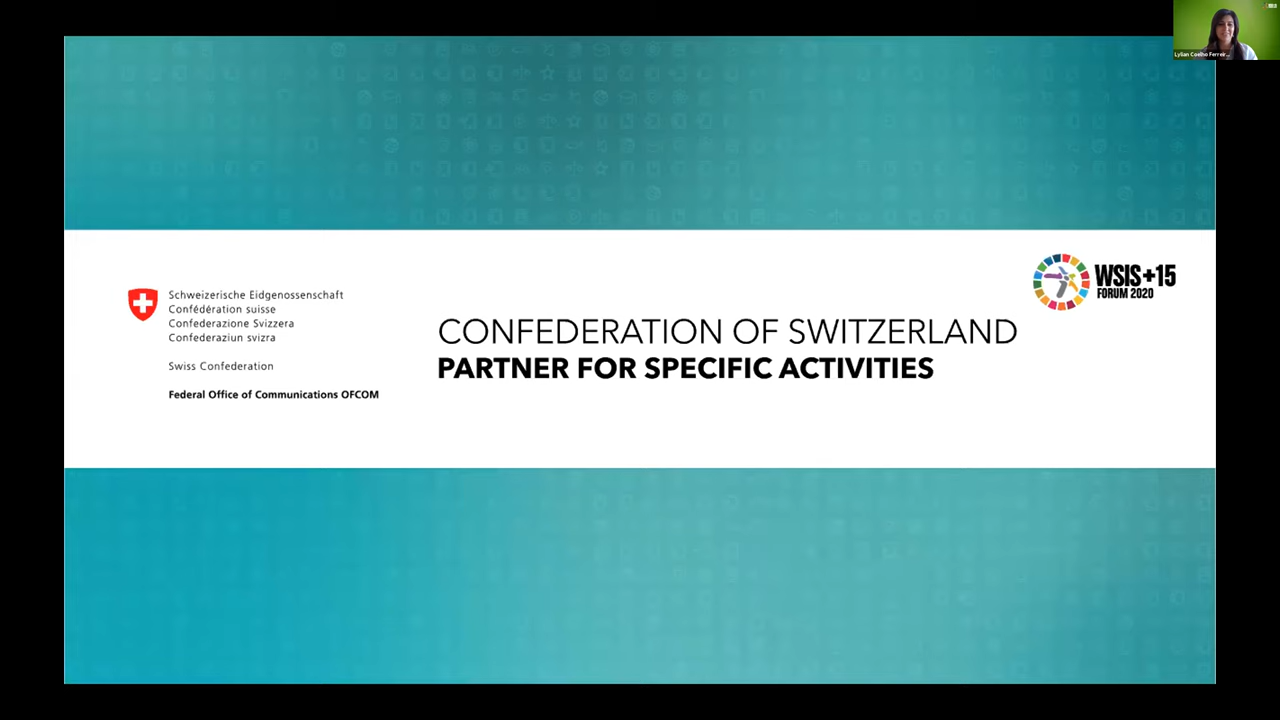 Lylian Coelho Ferreir...
WSIS+15
FORUM 2020
Schweizerische Eidgenossenschaft
Confédération suisse
Confederazione Svizzera
Confederaziun svizra
Swiss Confederation
Federal Office of Communications OFCOM
CONFEDERATION OF SWITZERLAND
PARTNER FOR SPECIFIC ACTIVITIES